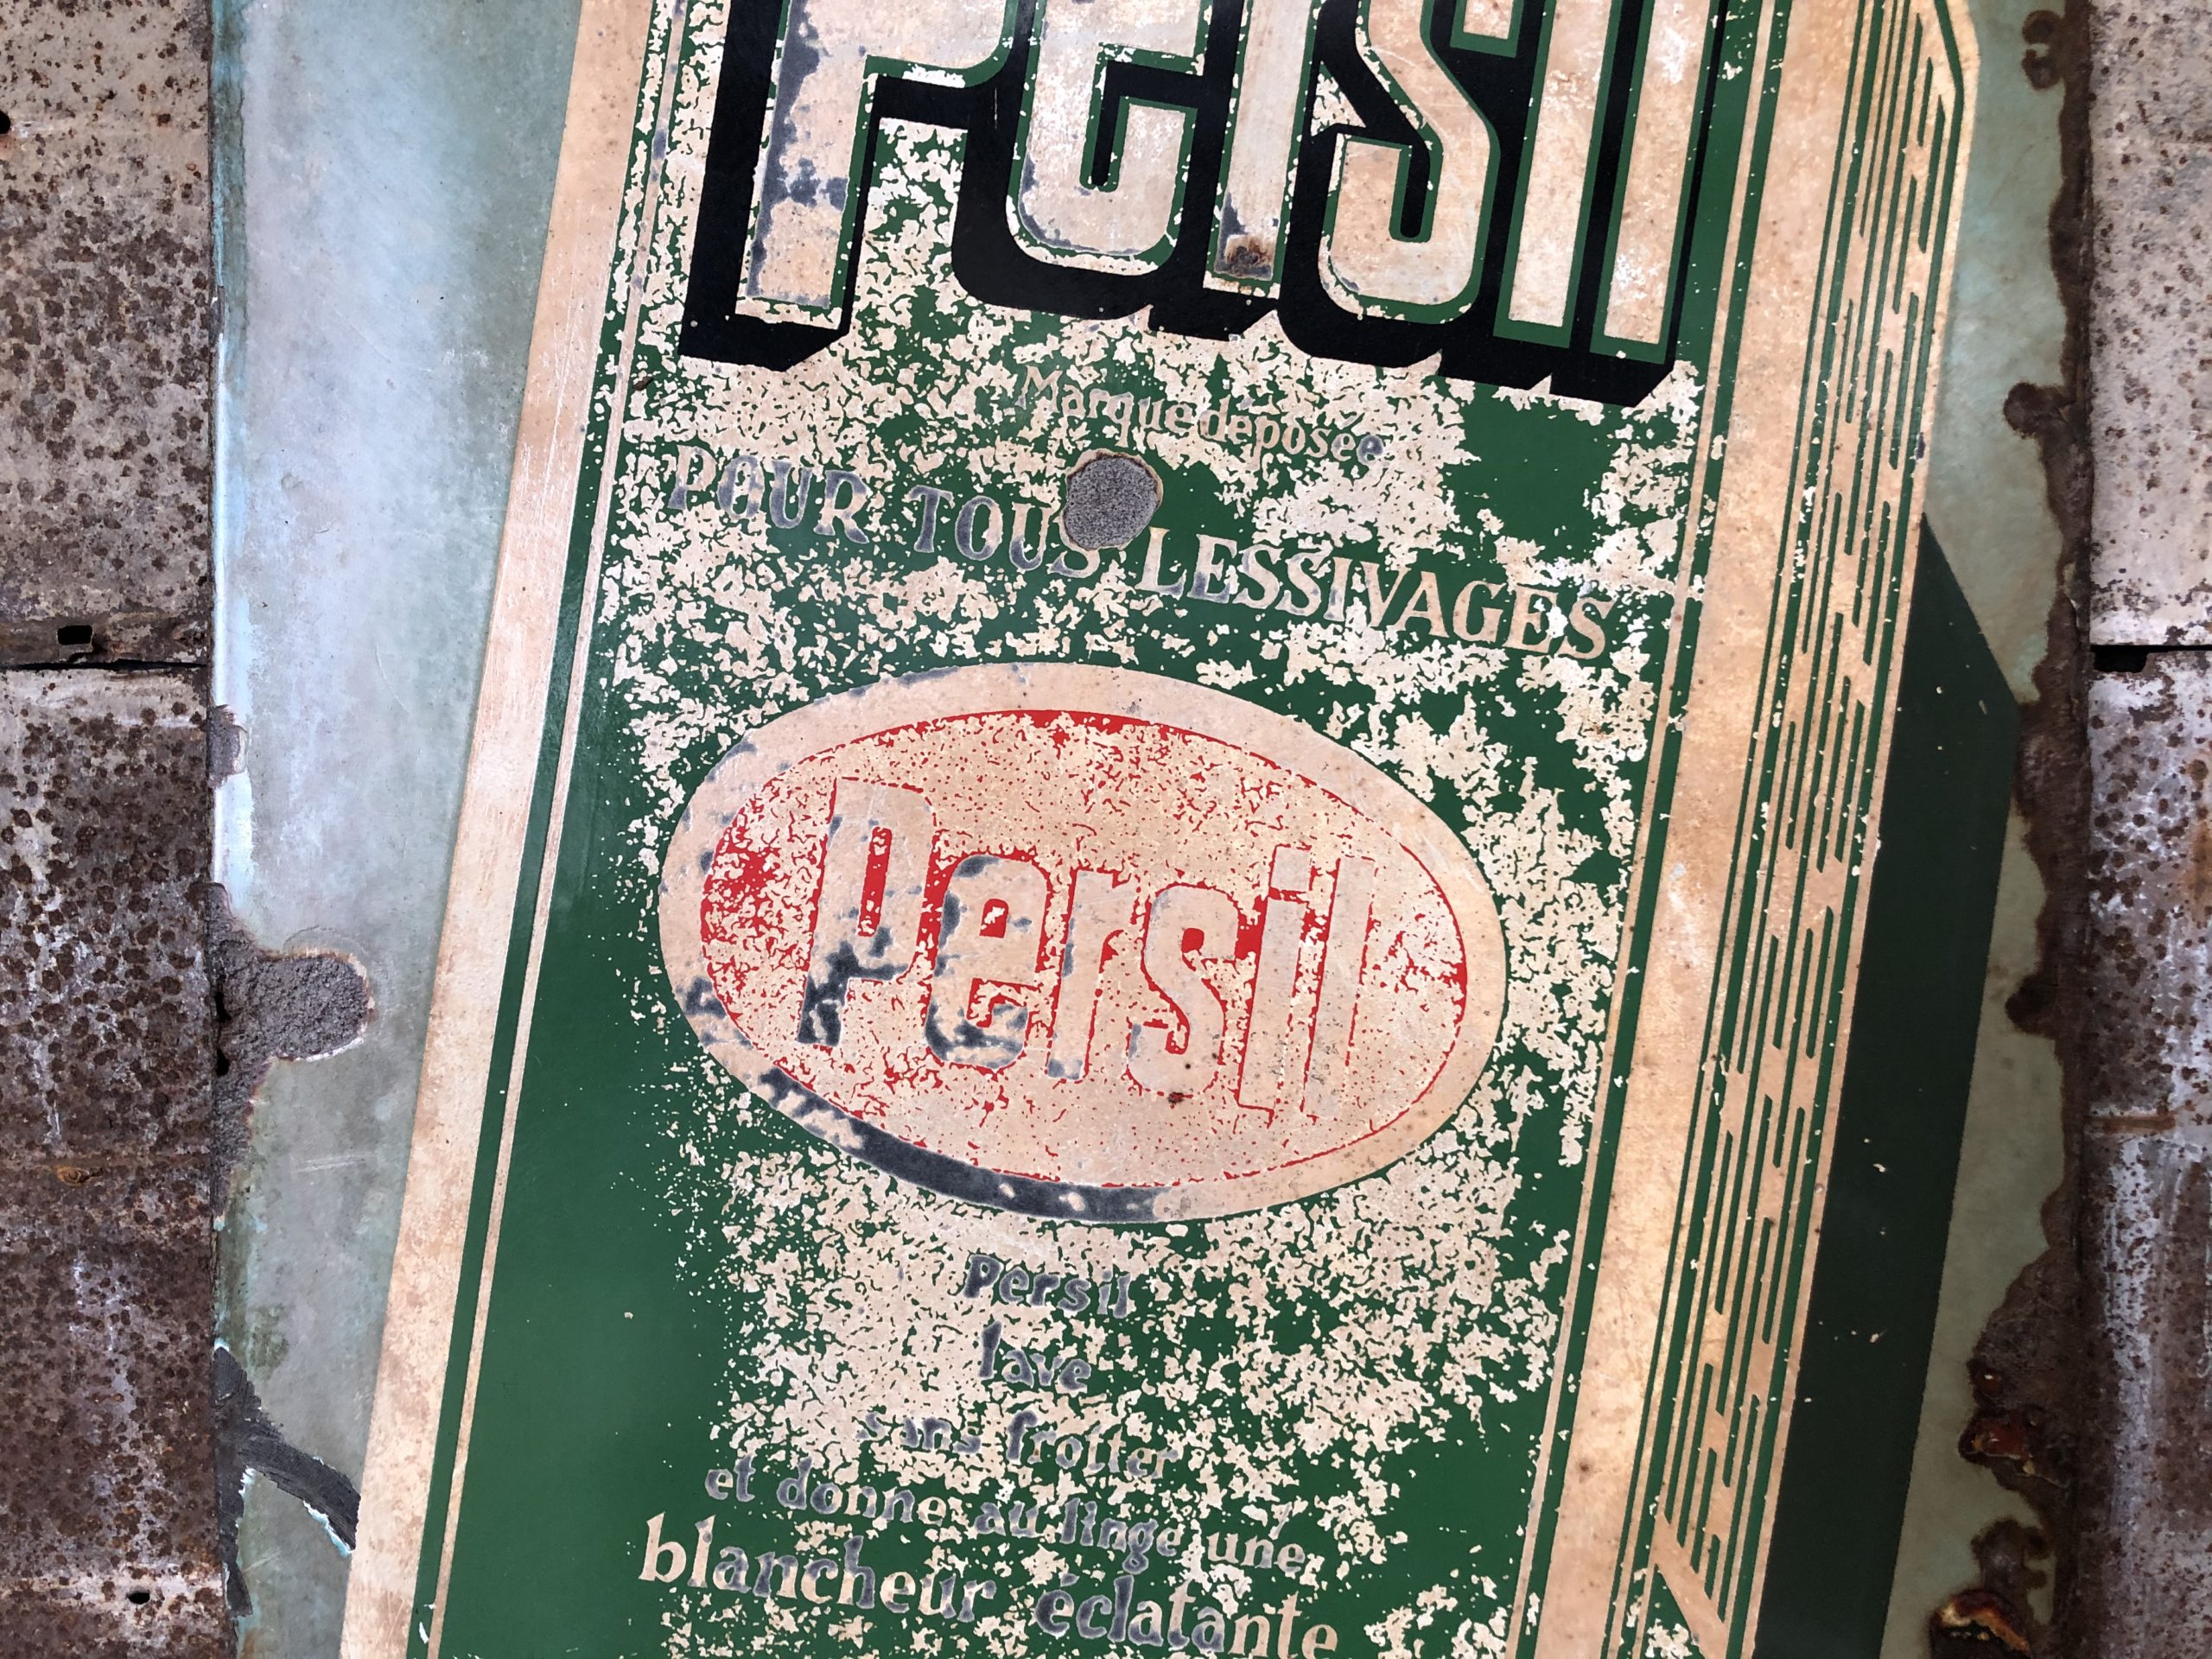 Persil
Marque déposée
POUR TOUS LESSIVAGES
Persil
Persil
lave
sans frotter
et donne au linge une
blancheur éclatante